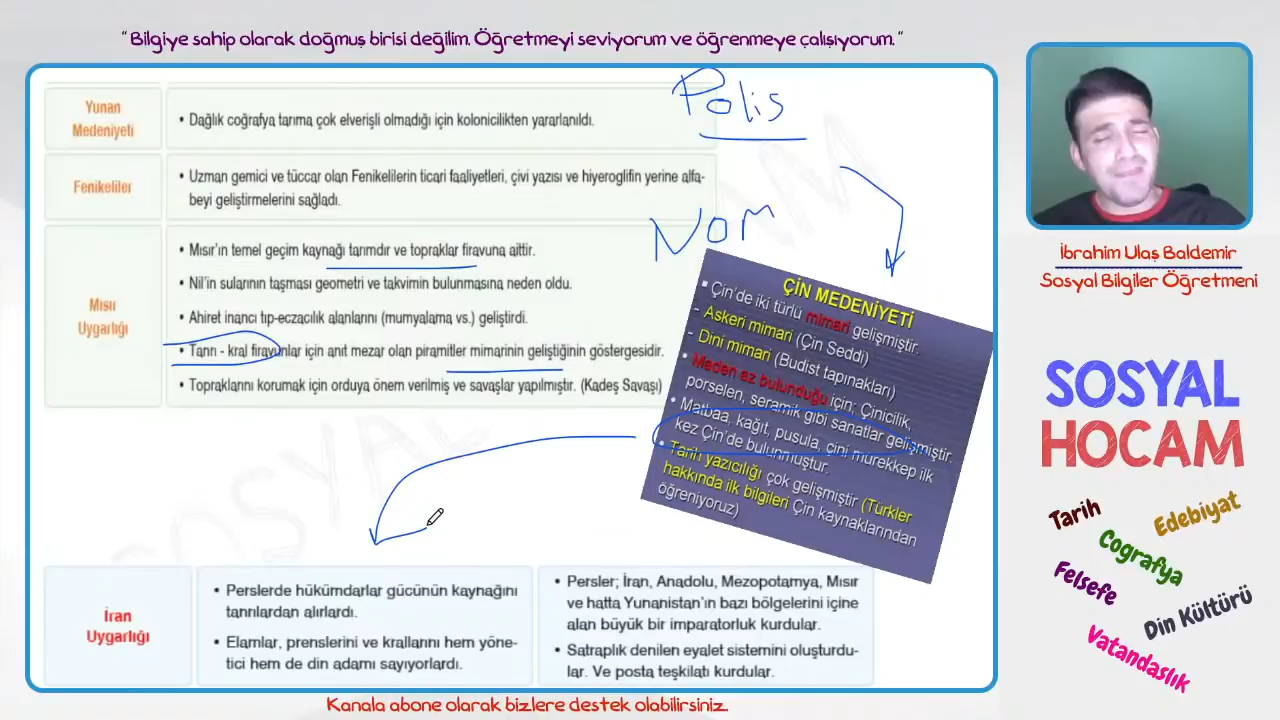 " Bilgiye sahip olarak doğmuş birisi değilim. Öğretmeyi seviyorum ve öğrenmeye çalışıyorum. "
Yunan
Medeniyeti
• Dağlık coğrafya tarıma çok elverişli olmadığı için kolonicilikten yararlanıldı.
Polis
Fenikeliler
• Uzman gemici ve tüccar olan Fenikelilerin ticari faaliyetleri, çivi yazısı ve hiyeroglifin yerine alfa-
beyi geliştirmelerini sağladı.
Nom
Mısır
Uygarlığı
• Mısır'ın temel geçim kaynağı tarımdır ve topraklar firavuna aittir.
• Nil'in sularının taşması geometri ve takvimin bulunmasına neden oldu.
• Ahiret inancı tıp-eczacılık alanlarını (mumyalama vs.) geliştirdi.
• Tanrı - kral firavunlar için anıt mezar olan piramitler mimarinin geliştiğinin göstergesidir.
• Topraklarını korumak için orduya önem verilmiş ve savaşlar yapılmıştır. (Kadeş Savaşı)
ÇİN MEDENİYETİ
▪ Çin'de iki türlü mimari gelişmiştir.
- Askeri mimari (Çin Seddi)
- Dini mimari (Budist tapınakları)
• Meden az bulunduğu için; Çinicilik,
porselen, seramik gibi sanatlar gelişmiştir.
• Matbaa, kağıt, pusula, çini mürekkep ilk
kez Çin'de bulunmuştur.
• Tarih yazıcılığı çok gelişmiştir (Türkler
hakkında ilk bilgileri Çin kaynaklarından
öğreniyoruz)
İran
Uygarlığı
• Perslerde hükümdarlar gücünün kaynağını
tanrılardan alırlardı.
• Elamlar, prenslerini ve krallarını hem yöne-
tici hem de din adamı sayıyorlardı.
• Persler; İran, Anadolu, Mezopotamya, Mısır
ve hatta Yunanistan'ın bazı bölgelerini içine
alan büyük bir imparatorluk kurdular.
• Satraplık denilen eyalet sistemini oluşturdu-
lar. Ve posta teşkilatı kurdular.
İbrahim Ulaş Baldemir
Sosyal Bilgiler Öğretmeni
SOSYAL
HOCAM
Tarih
Edebiyat
Coğrafya
Felsefe
Din Kültürü
Vatandaşlık
Kanala abone olarak bizlere destek olabilirsiniz.